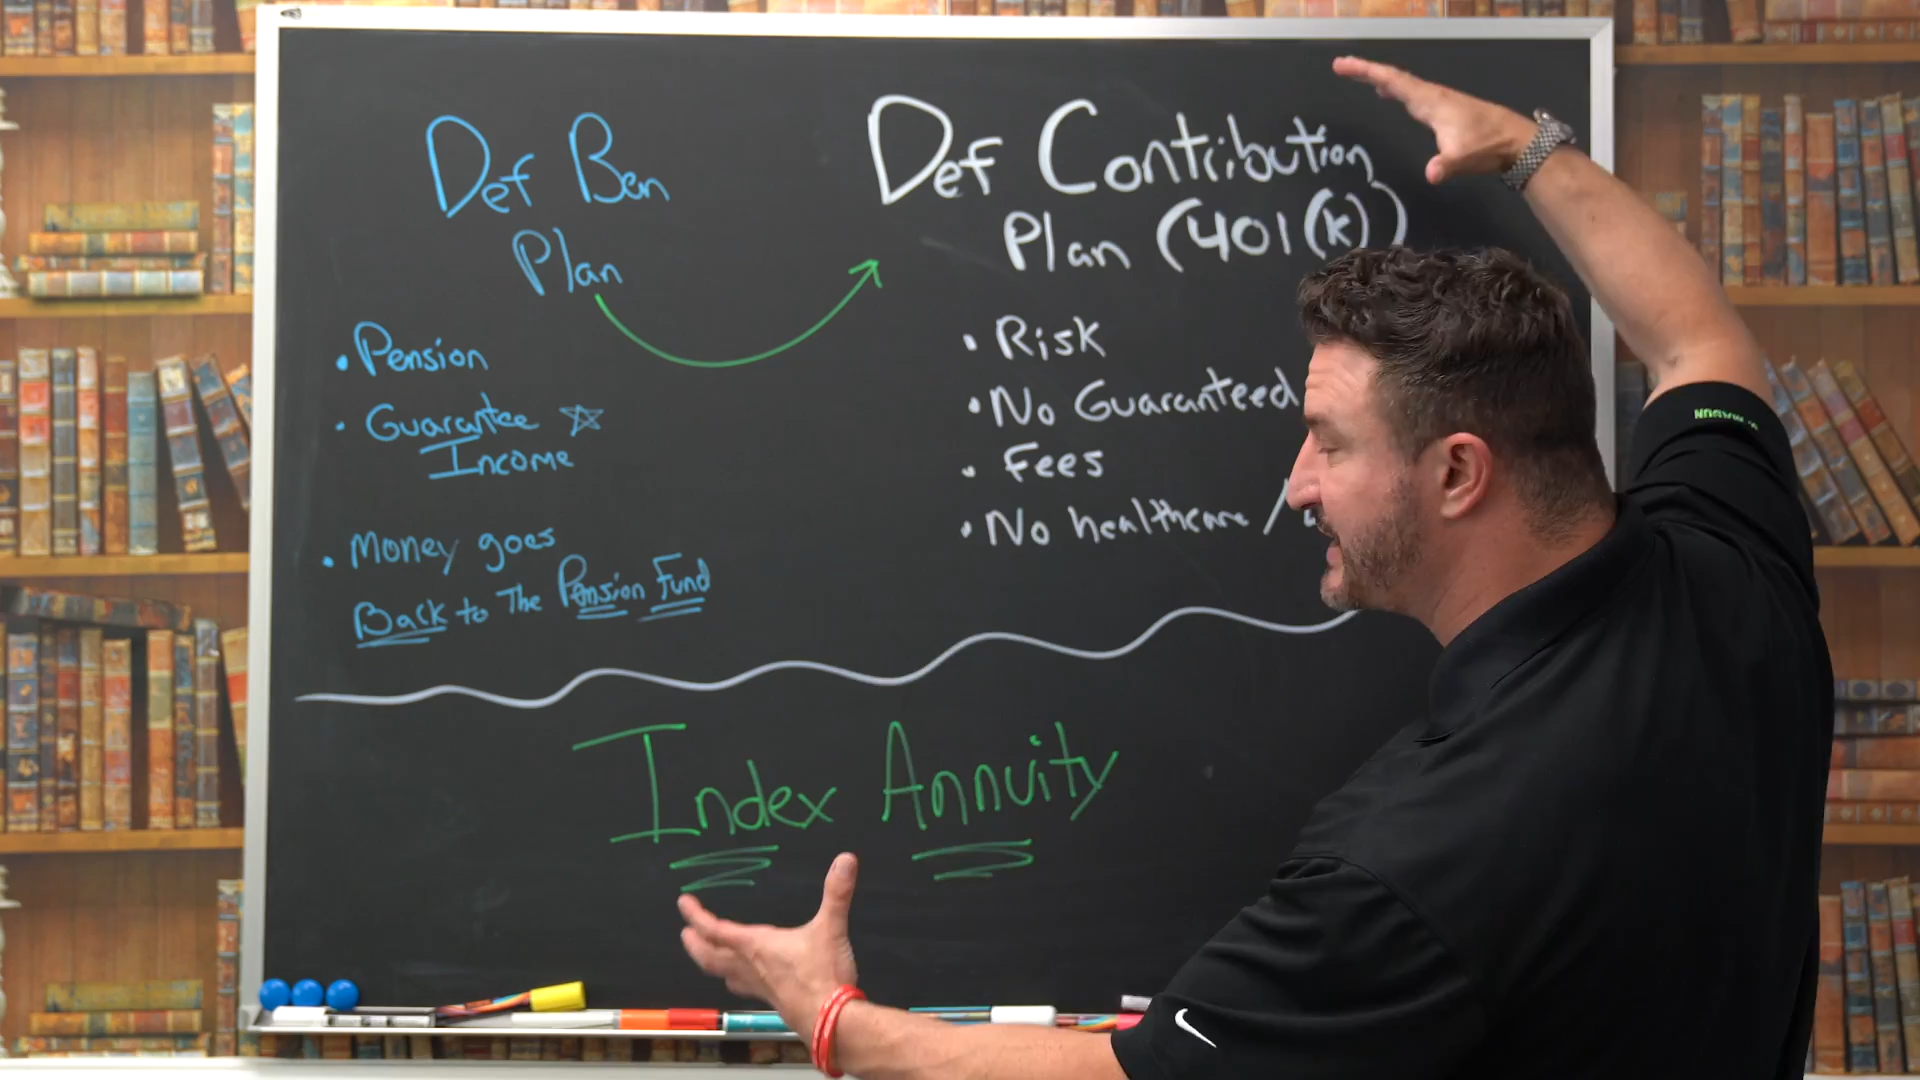 Def Ben
Plan
• Pension
• Guarantee
Income
• Money goes
Back to The Pension Fund
Def Contribution
Plan (401(k))
• Risk
• No Guaranteed
• Fees
• No healthcare /
Index Annuity